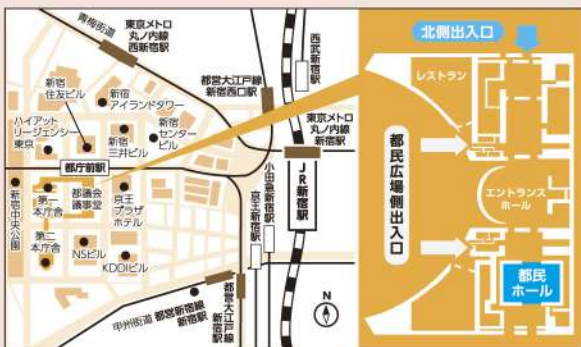 青梅街道
東京メトロ
丸ノ内線
西新宿駅
西武新宿駅
都営大江戸線
新宿西口駅
新宿
住友ビル
新宿
アイランドタワー
ハイアット
リージェンシー
東京
新宿
三井ビル
新宿
センター
ビル
東京メトロ
丸ノ内線
新宿駅
都庁前駅
小田急新宿駅
京王新宿駅
JR新宿駅
新宿中央公園
第一
本庁舎
都議会
議事堂
京王
プラザ
ホテル
第二
本庁舎
NSビル
KDDIビル
甲州街道
都営新宿線
新宿駅
都営大江戸線
新宿駅
N
北側出入口
レストラン
都民広場側出入口
エントランス
ホール
都民
ホール